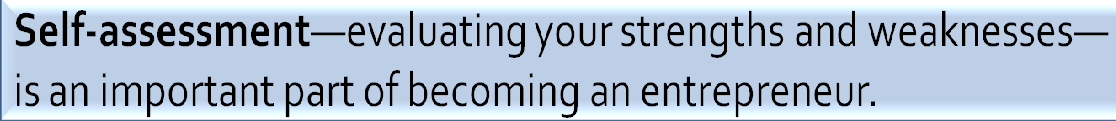 Self-assessment—evaluating your strengths and weaknesses—
is an important part of becoming an entrepreneur.